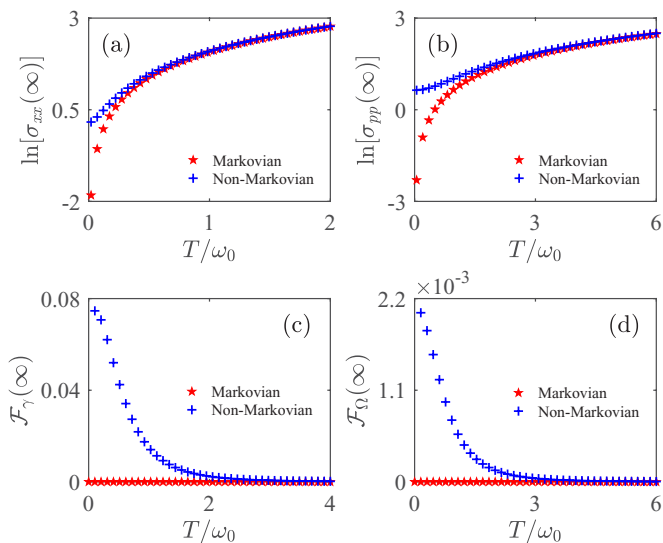 3
(a)
ln[σxx(∞)]
0.5
★ Markovian
+ Non-Markovian
-2
0 1 2
T/ω0
3
(b)
ln[σpp(∞)]
0
★ Markovian
+ Non-Markovian
-3
0 3 6
T/ω0
0.08
(c)
Fγ(∞)
0.04
★ Markovian
+ Non-Markovian
0
0 2 4
T/ω0
×10⁻³
2.2
(d)
FΩ(∞)
1.1
★ Markovian
+ Non-Markovian
0
0 3 6
T/ω0